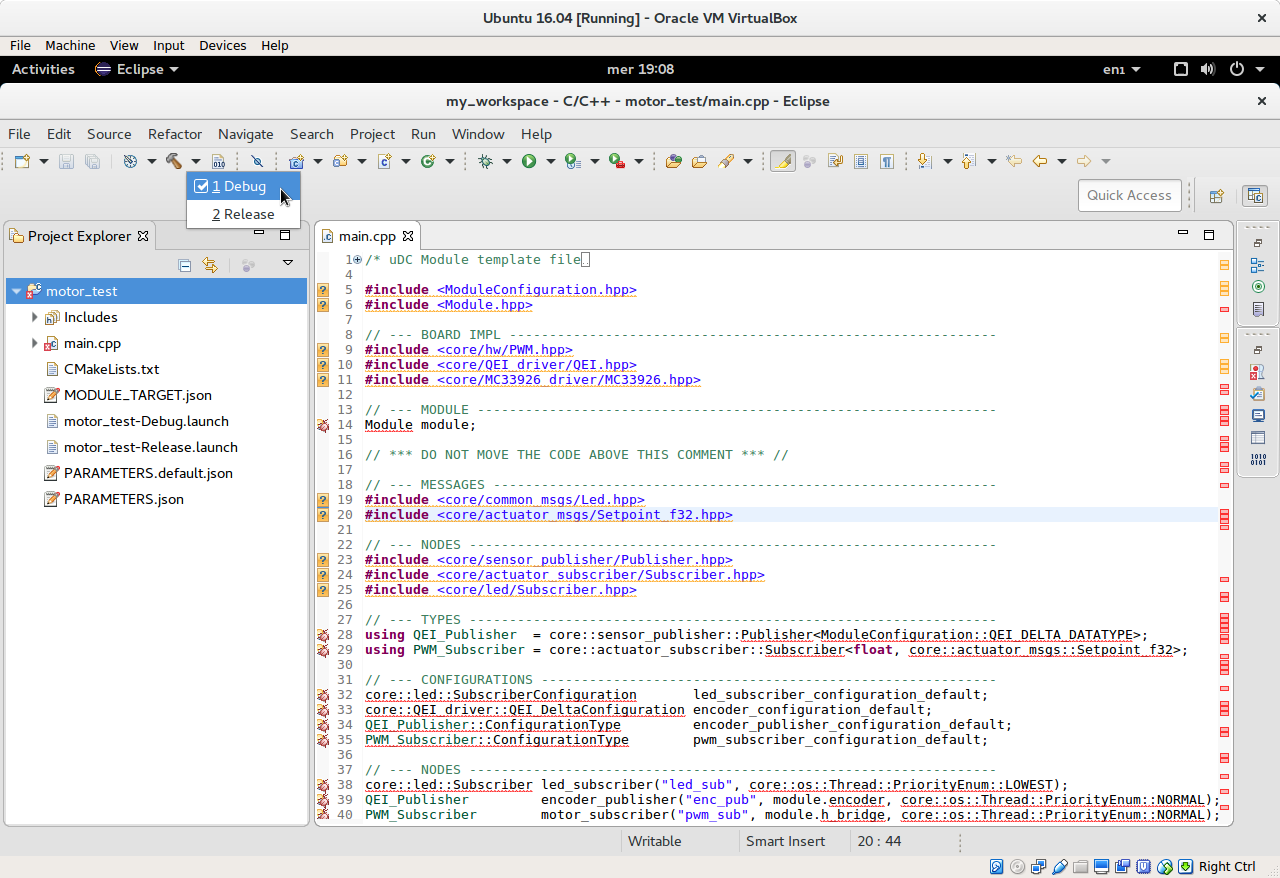 Ubuntu 16.04 [Running] - Oracle VM VirtualBox
File Machine View Input Devices Help
Activities Eclipse mer 19:08 en1
my_workspace - C/C++ - motor_test/main.cpp - Eclipse
File Edit Source Refactor Navigate Search Project Run Window Help
1 Debug
2 Release
Quick Access
Project Explorer
motor_test
Includes
main.cpp
CMakeLists.txt
MODULE_TARGET.json
motor_test-Debug.launch
motor_test-Release.launch
PARAMETERS.default.json
PARAMETERS.json
main.cpp
1 /* uDC Module template file
4
5 #include <ModuleConfiguration.hpp>
6 #include <Module.hpp>
7
8 // --- BOARD IMPL -------------------------------------------------------------
9 #include <core/hw/PWM.hpp>
10 #include <core/QEI_driver/QEI.hpp>
11 #include <core/MC33926_driver/MC33926.hpp>
12
13 // --- MODULE -----------------------------------------------------------------
14 Module module;
15
16 // *** DO NOT MOVE THE CODE ABOVE THIS COMMENT *** //
17
18 // --- MESSAGES ---------------------------------------------------------------
19 #include <core/common_msgs/Led.hpp>
20 #include <core/actuator_msgs/Setpoint_f32.hpp>
21
22 // --- NODES ------------------------------------------------------------------
23 #include <core/sensor_publisher/Publisher.hpp>
24 #include <core/actuator_subscriber/Subscriber.hpp>
25 #include <core/led/Subscriber.hpp>
26
27 // --- TYPES ------------------------------------------------------------------
28 using QEI_Publisher  = core::sensor_publisher::Publisher<ModuleConfiguration::QEI_DELTA_DATATYPE>;
29 using PWM_Subscriber = core::actuator_subscriber::Subscriber<float, core::actuator_msgs::Setpoint_f32>;
30
31 // --- CONFIGURATIONS ---------------------------------------------------------
32 core::led::SubscriberConfiguration       led_subscriber_configuration_default;
33 core::QEI_driver::QEI_DeltaConfiguration encoder_configuration_default;
34 QEI_Publisher::ConfigurationType         encoder_publisher_configuration_default;
35 PWM_Subscriber::ConfigurationType        pwm_subscriber_configuration_default;
36
37 // --- NODES ------------------------------------------------------------------
38 core::led::Subscriber led_subscriber("led_sub", core::os::Thread::PriorityEnum::LOWEST);
39 QEI_Publisher         encoder_publisher("enc_pub", module.encoder, core::os::Thread::PriorityEnum::NORMAL);
40 PWM_Subscriber        motor_subscriber("pwm_sub", module.h_bridge, core::os::Thread::PriorityEnum::NORMAL);
Writable Smart Insert 20 : 44
Right Ctrl